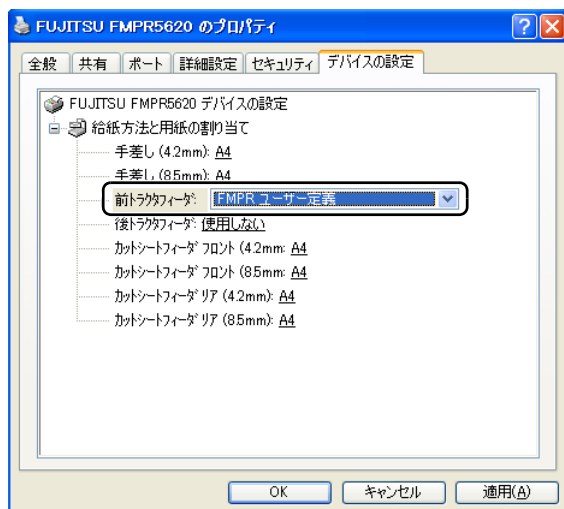 FUJITSU FMPR5620 のプロパティ
全般 共有 ポート 詳細設定 セキュリティ デバイスの設定
FUJITSU FMPR5620 デバイスの設定
給紙方法と用紙の割り当て
手差し (4.2mm): A4
手差し (8.5mm): A4
前トラクタフィーダ: FMPR ユーザー定義
後トラクタフィーダ: 使用しない
カットシートフィーダ フロント (4.2mm: A4
カットシートフィーダ フロント (8.5mm: A4
カットシートフィーダ リア (4.2mm): A4
カットシートフィーダ リア (8.5mm): A4
OK キャンセル 適用(A)